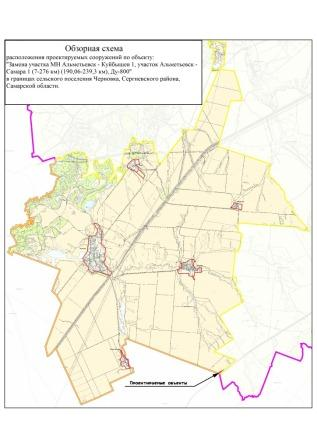 Обзорная схема
расположения проектируемых сооружений по объекту:
"Замена участка МН Альметьевск - Куйбышев 1, участок Альметьевск -
Самара 1 (7-276 км) (190,06-239,3 км), Ду-800"
в границах сельского поселения Черновка, Сергиевского района,
Самарской области.
Проектируемые объекты